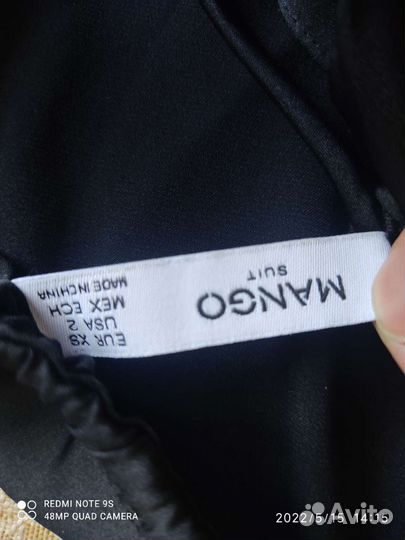 MANGO
SUIT
EUR XS
USA 2
MEX ECH
MADE IN CHINA
REDMI NOTE 9S
48MP QUAD CAMERA
2022/5/15 14:15
Avito